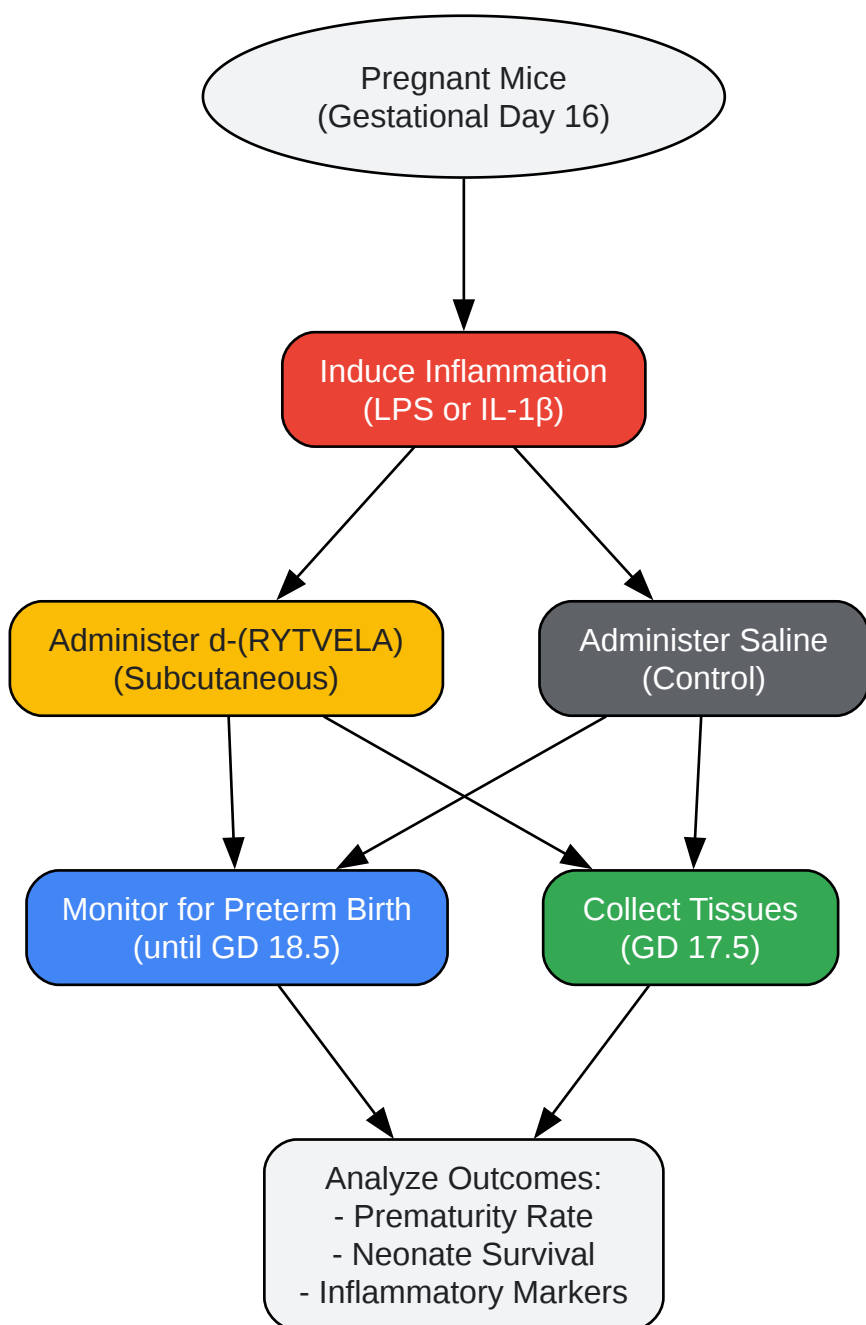 Pregnant Mice
(Gestational Day 16)
Induce Inflammation
(LPS or IL-1β)
Administer d-(RYTVELA)
(Subcutaneous)
Administer Saline
(Control)
Monitor for Preterm Birth
(until GD 18.5)
Collect Tissues
(GD 17.5)
Analyze Outcomes:
- Prematurity Rate
- Neonate Survival
- Inflammatory Markers